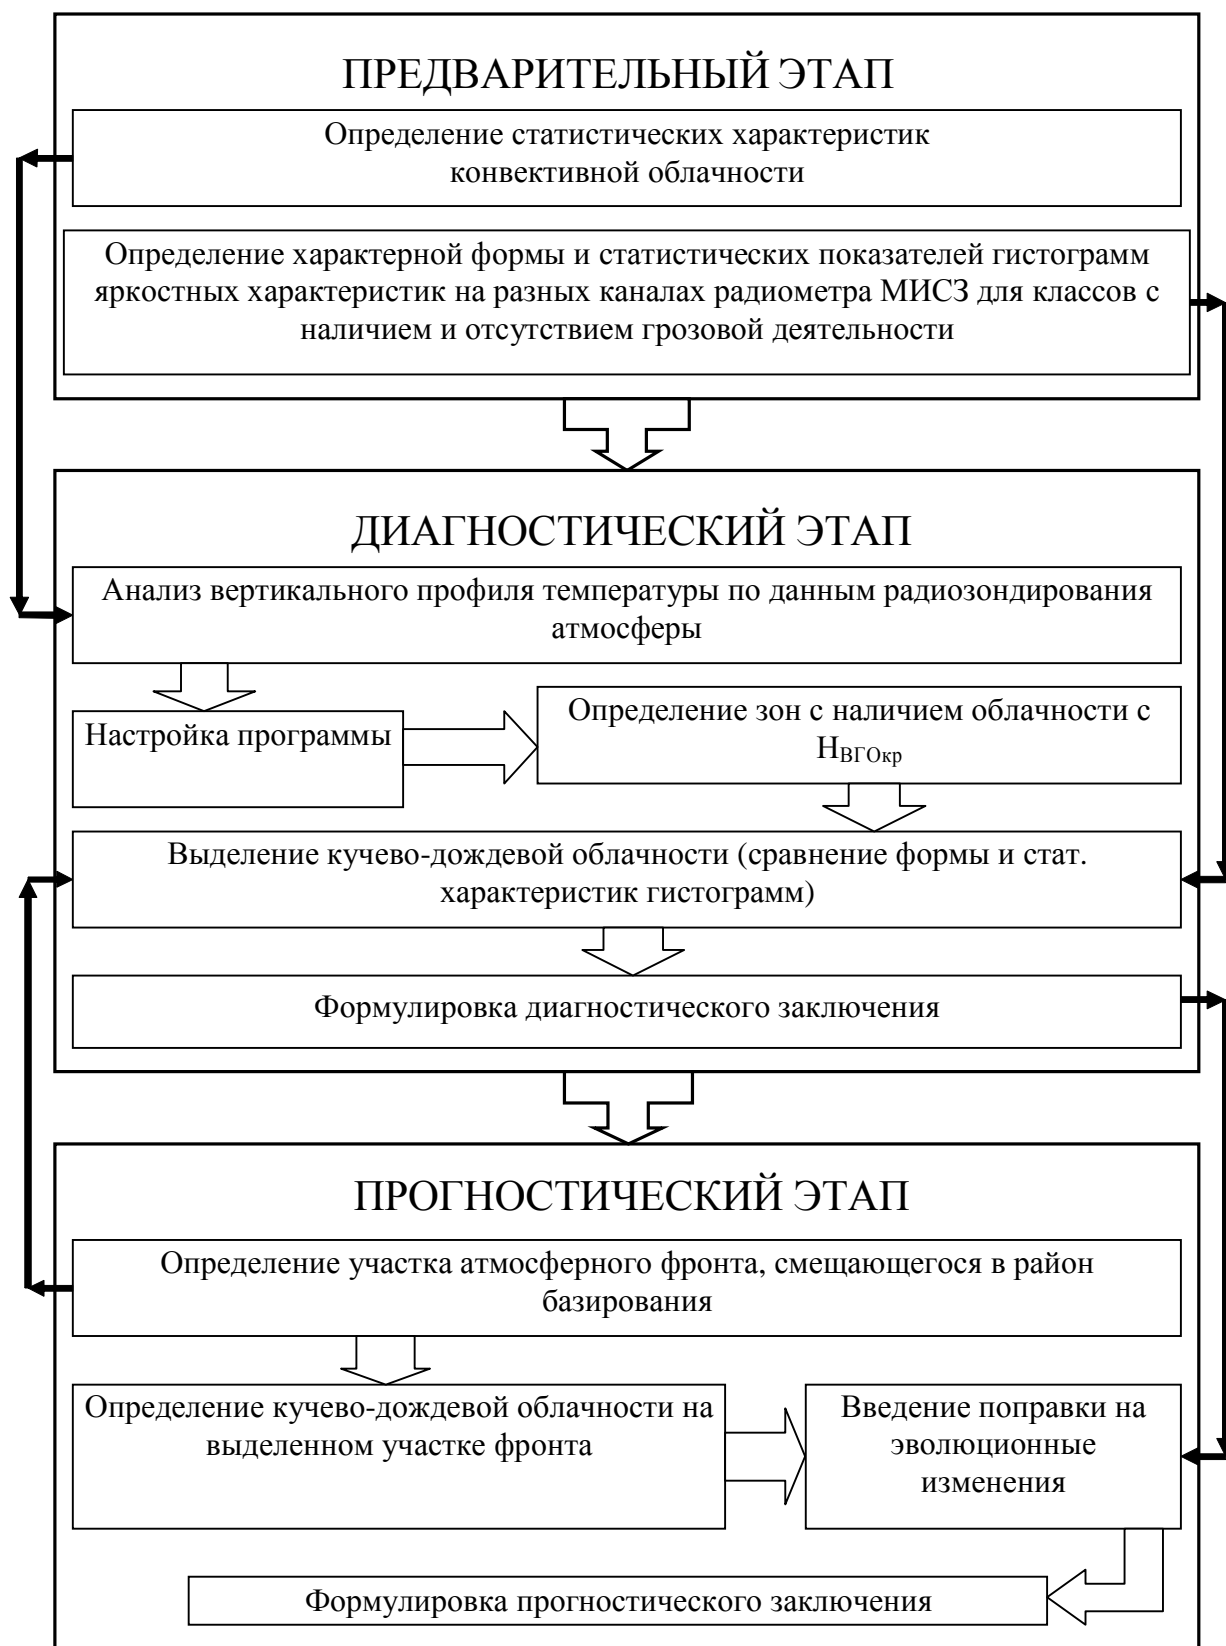 ПРЕДВАРИТЕЛЬНЫЙ ЭТАП
Определение статистических характеристик
конвективной облачности
Определение характерной формы и статистических показателей гистограмм
яркостных характеристик на разных каналах радиометра МИСЗ для классов с
наличием и отсутствием грозовой деятельности
ДИАГНОСТИЧЕСКИЙ ЭТАП
Анализ вертикального профиля температуры по данным радиозондирования
атмосферы
Настройка программы
Определение зон с наличием облачности с
HВГОкр
Выделение кучево-дождевой облачности (сравнение формы и стат.
характеристик гистограмм)
Формулировка диагностического заключения
ПРОГНОСТИЧЕСКИЙ ЭТАП
Определение участка атмосферного фронта, смещающегося в район
базирования
Определение кучево-дождевой облачности на
выделенном участке фронта
Введение поправки на
эволюционные
изменения
Формулировка прогностического заключения